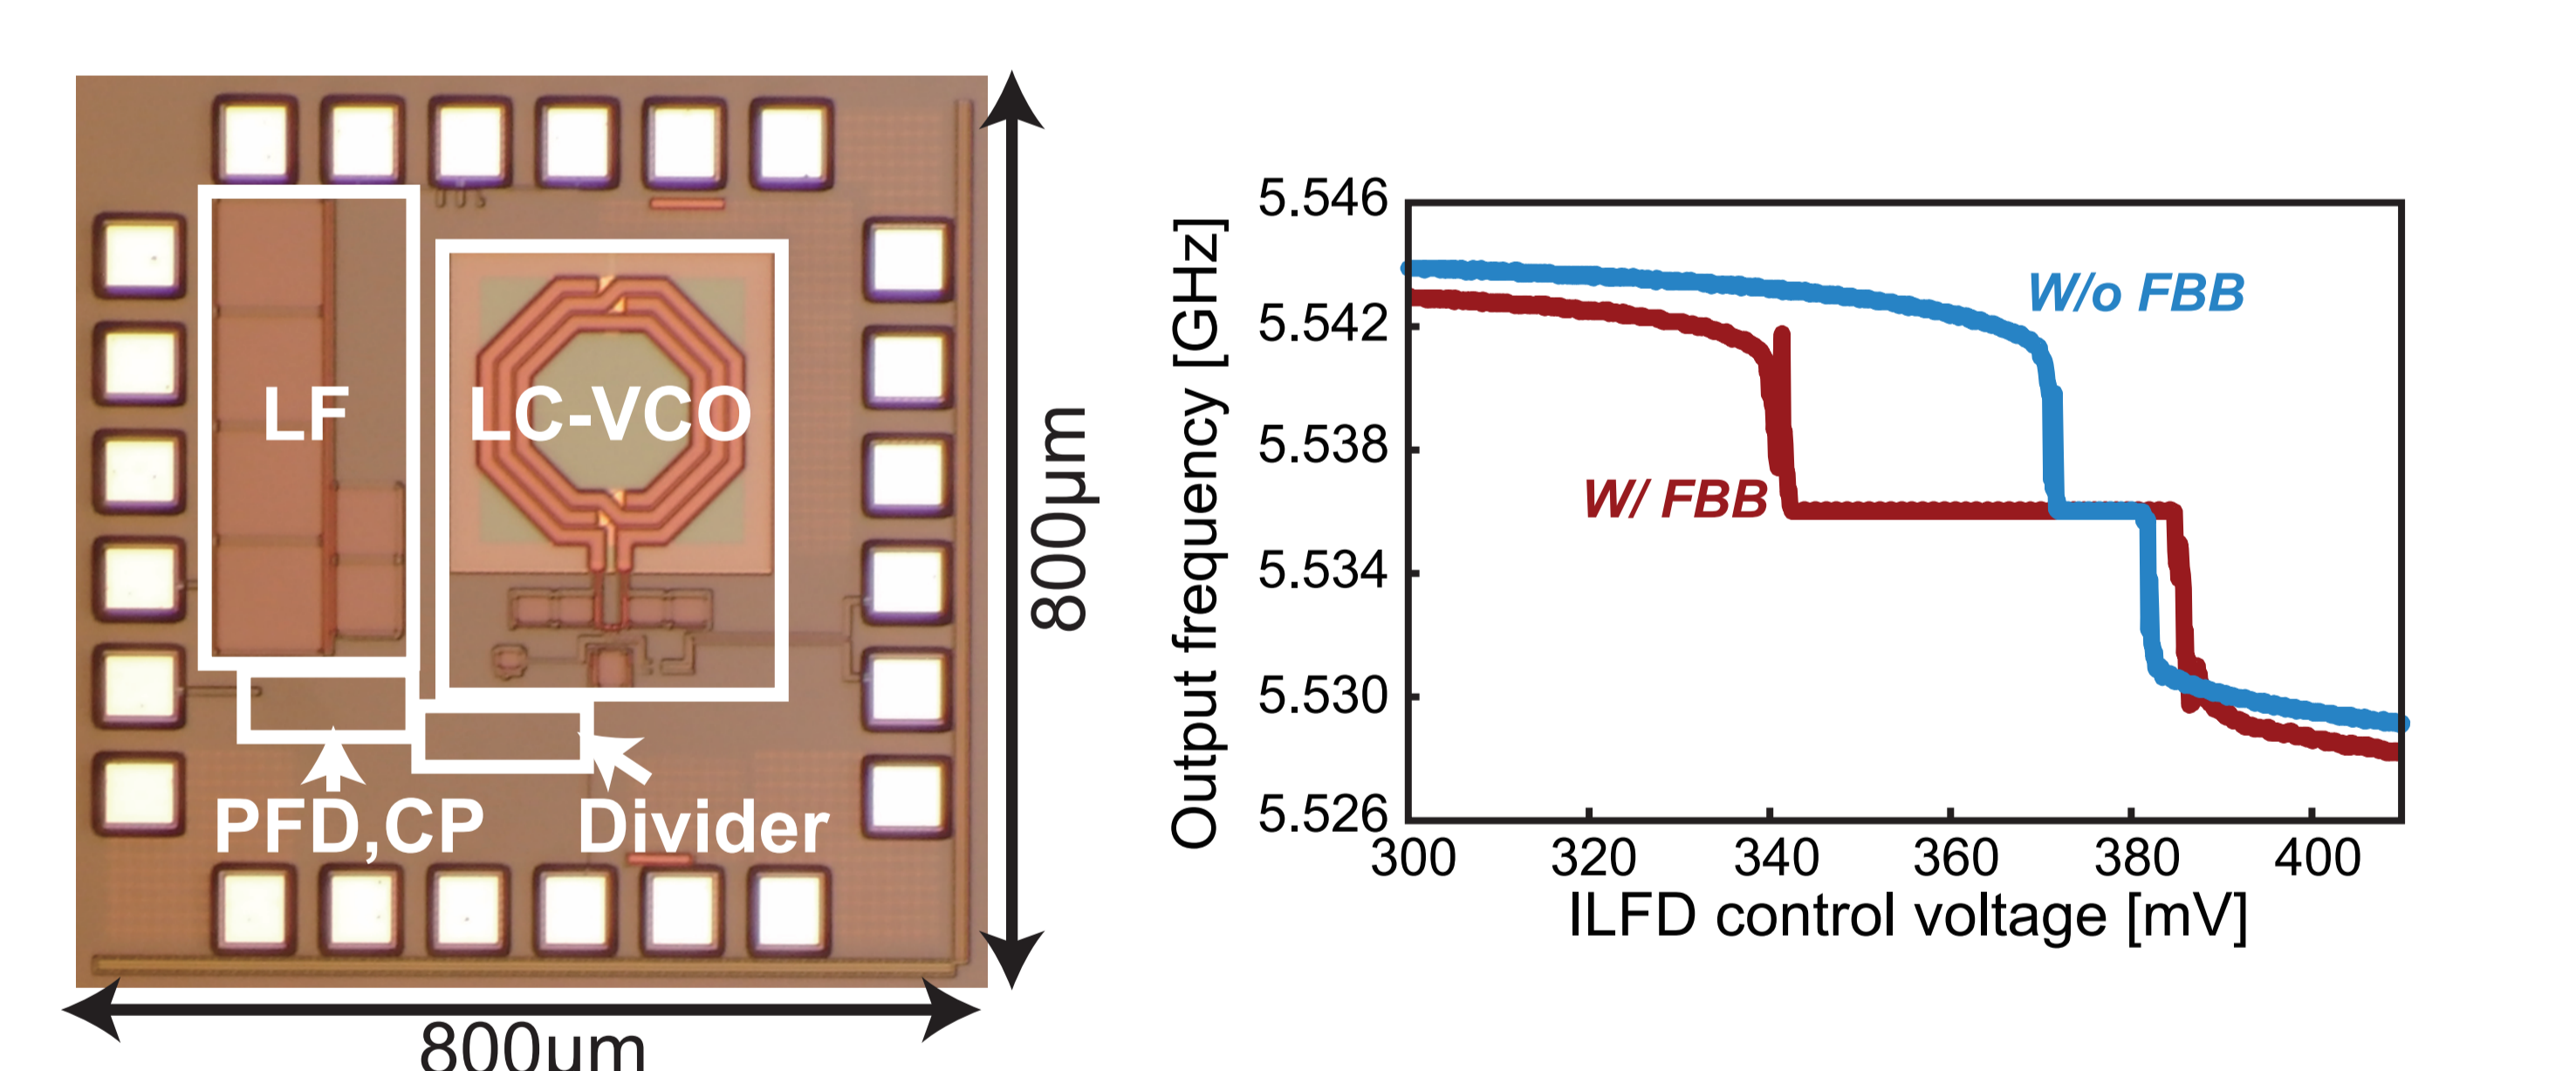 LF
LC-VCO
PFD,CP
Divider
800µm
800µm
Output frequency [GHz]
5.546
5.542
5.538
5.534
5.530
5.526
W/o FBB
W/ FBB
300 320 340 360 380 400
ILFD control voltage [mV]